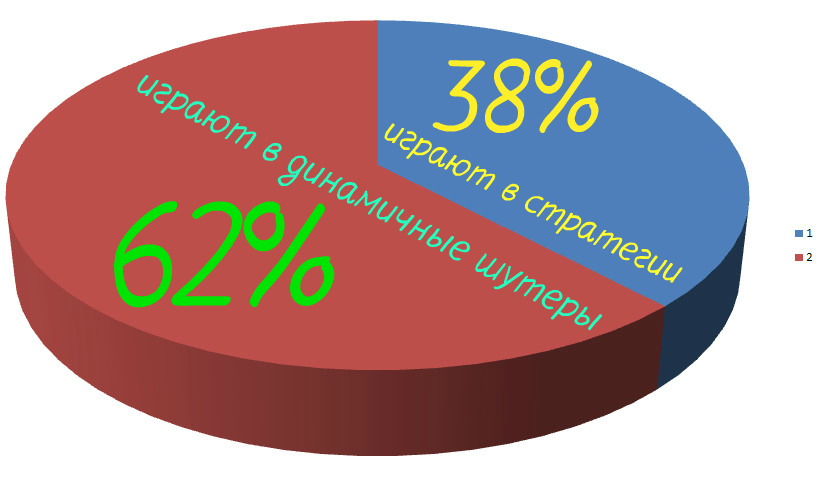 38%
играют в стратегии
играют в динамичные шутеры
62%
1
2